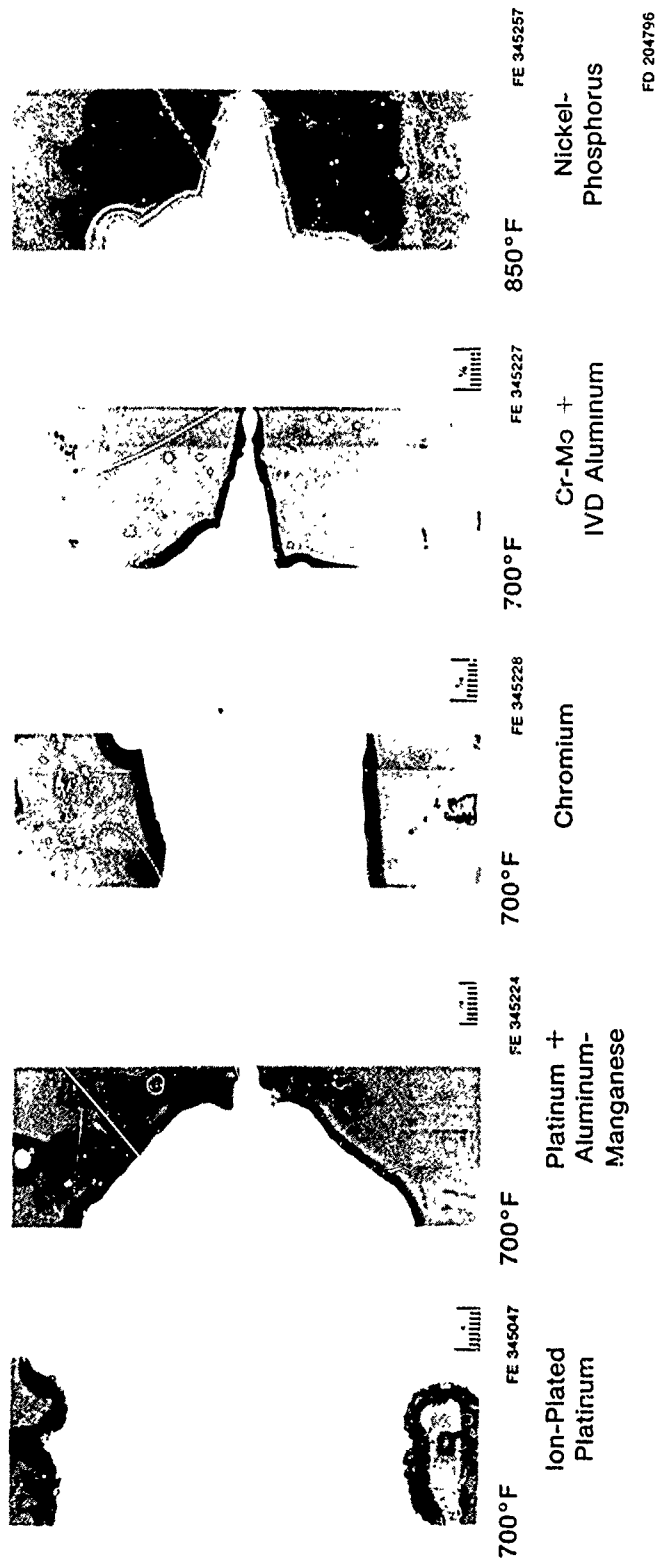 700°F
FE 345047
Ion-Plated
Platinum
700°F
FE 345224
Platinum +
Aluminum-
Manganese
700°F
FE 345228
Chromium
700°F
FE 345227
Cr-Mo +
IVD Aluminum
850°F
FE 345257
Nickel-
Phosphorus
FD 204796